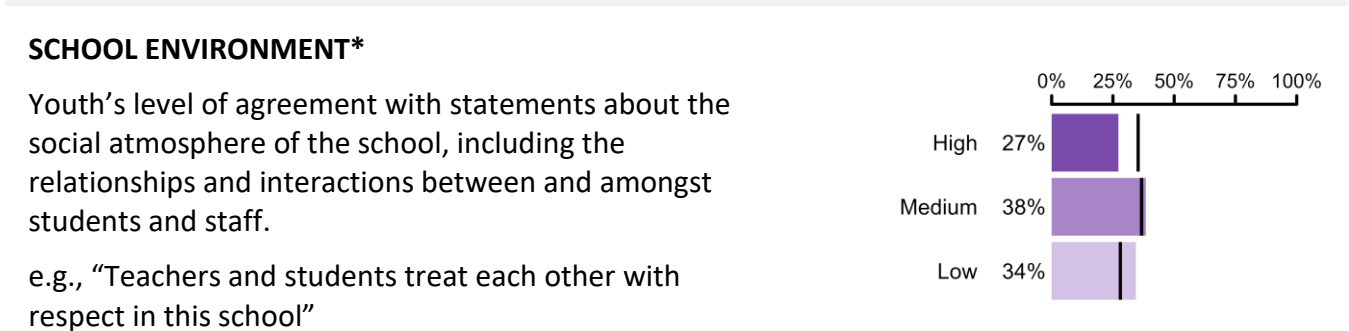 SCHOOL ENVIRONMENT*
Youth’s level of agreement with statements about the
social atmosphere of the school, including the
relationships and interactions between and amongst
students and staff.
e.g., “Teachers and students treat each other with
respect in this school”
0% 25% 50% 75% 100%
High 27%
Medium 38%
Low 34%